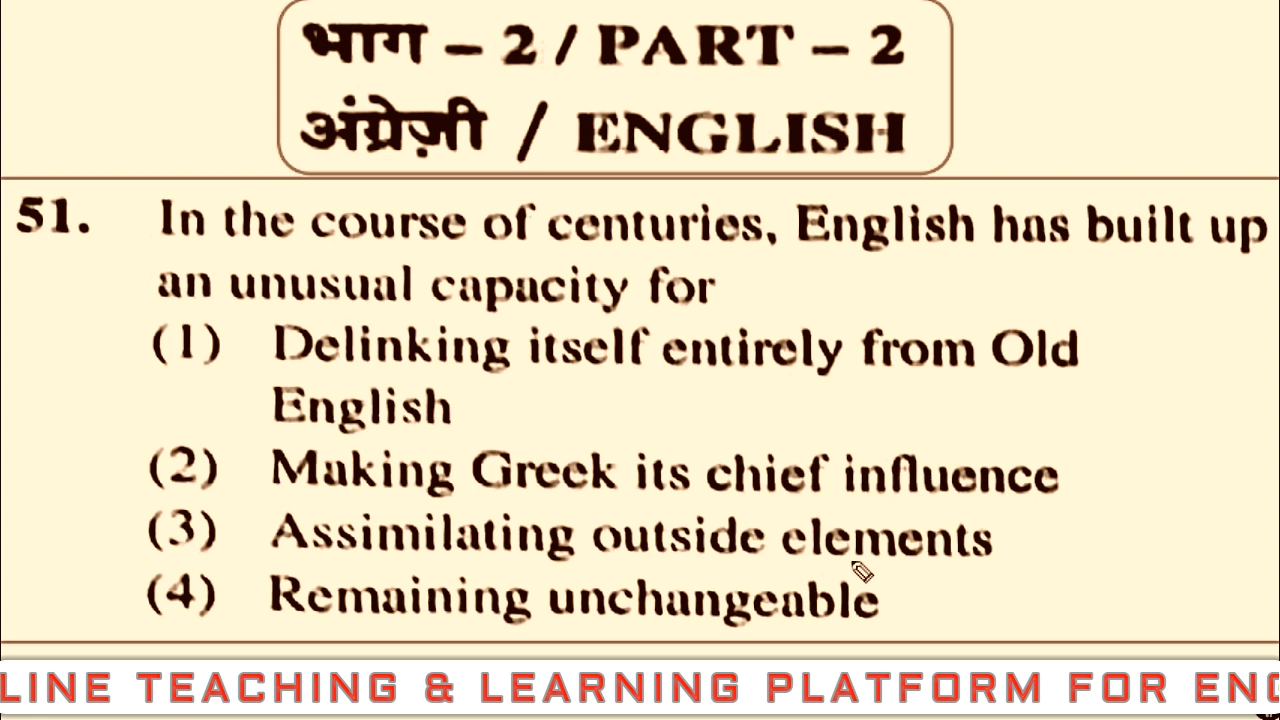 भाग – 2 / PART – 2
अंग्रेज़ी / ENGLISH
51. In the course of centuries, English has built up
an unusual capacity for
(1) Delinking itself entirely from Old
English
(2) Making Greek its chief influence
(3) Assimilating outside elements
(4) Remaining unchangeable
LINE TEACHING & LEARNING PLATFORM FOR ENG